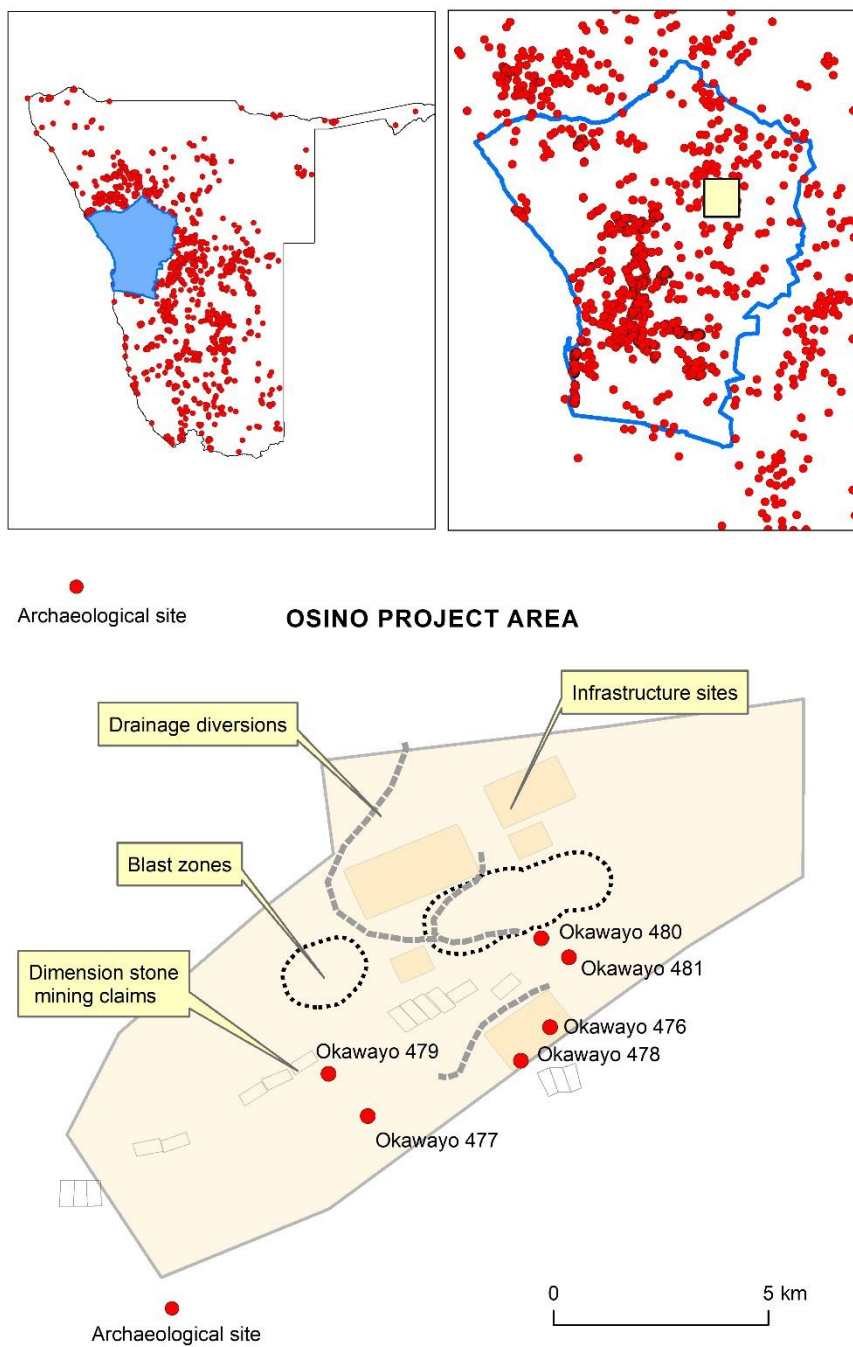 Archaeological site
OSINO PROJECT AREA
Infrastructure sites
Drainage diversions
Blast zones
Okawayo 480
Okawayo 481
Dimension stone
mining claims
Okawayo 476
Okawayo 479
Okawayo 478
Okawayo 477
0
5 km
Archaeological site